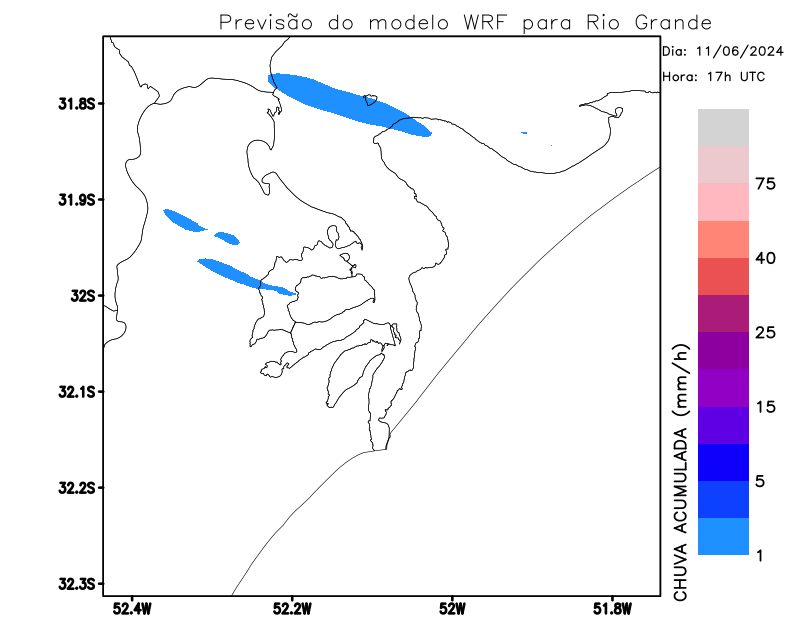 Previsão do modelo WRF para Rio Grande
Dia: 11/06/2024
Hora: 17h UTC
31.8S
31.9S
32S
32.1S
32.2S
32.3S
52.4W
52.2W
52W
51.8W
75
40
25
15
5
1
CHUVA ACUMULADA (mm/h)